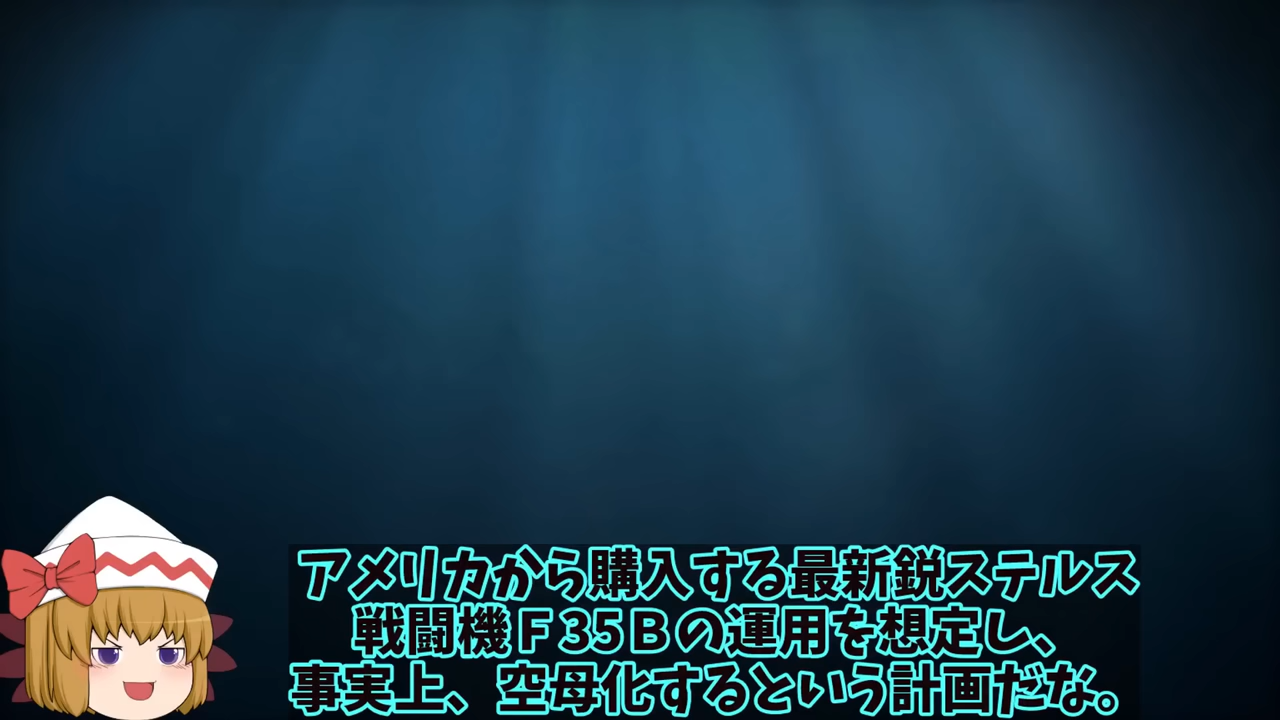 アメリカから購入する最新鋭ステルス
戦闘機Ｆ35Ｂの運用を想定し、
事実上、空母化するという計画だな。